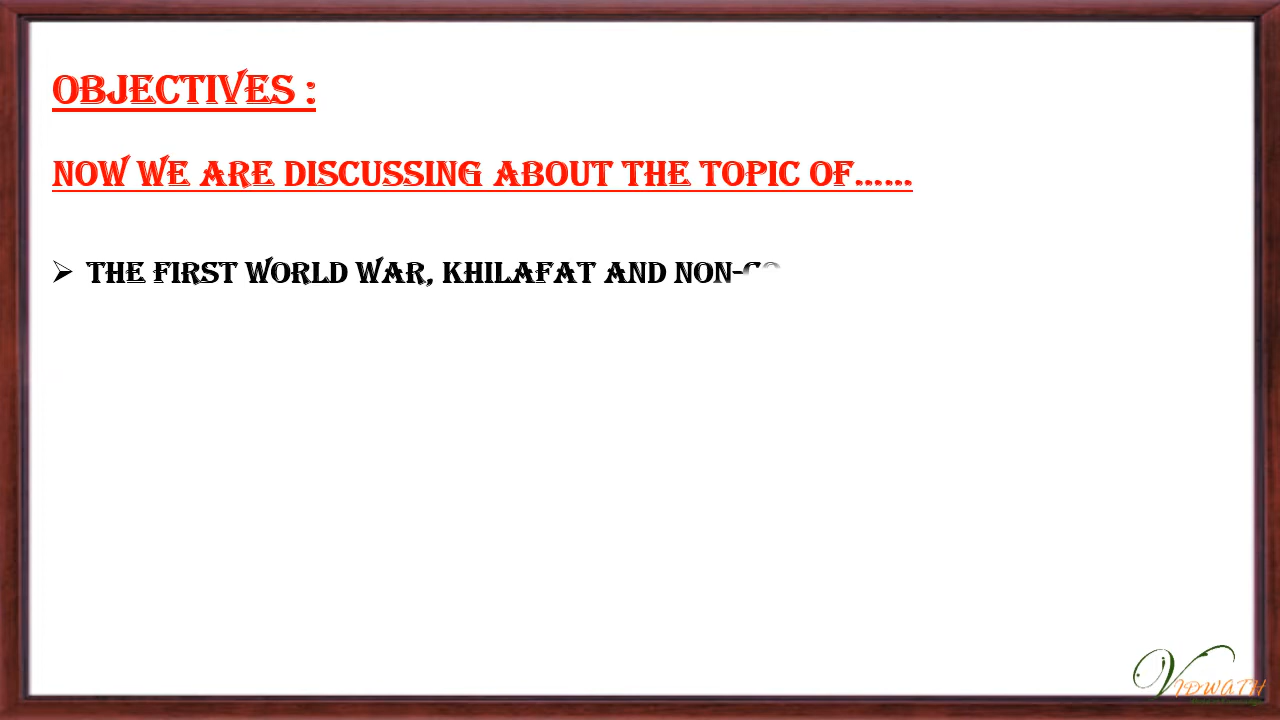 OBJECTIVES :
NOW WE ARE DISCUSSING ABOUT THE TOPIC OF......
➢ THE FIRST WORLD WAR, KHILAFAT AND NON-
VIDWATH